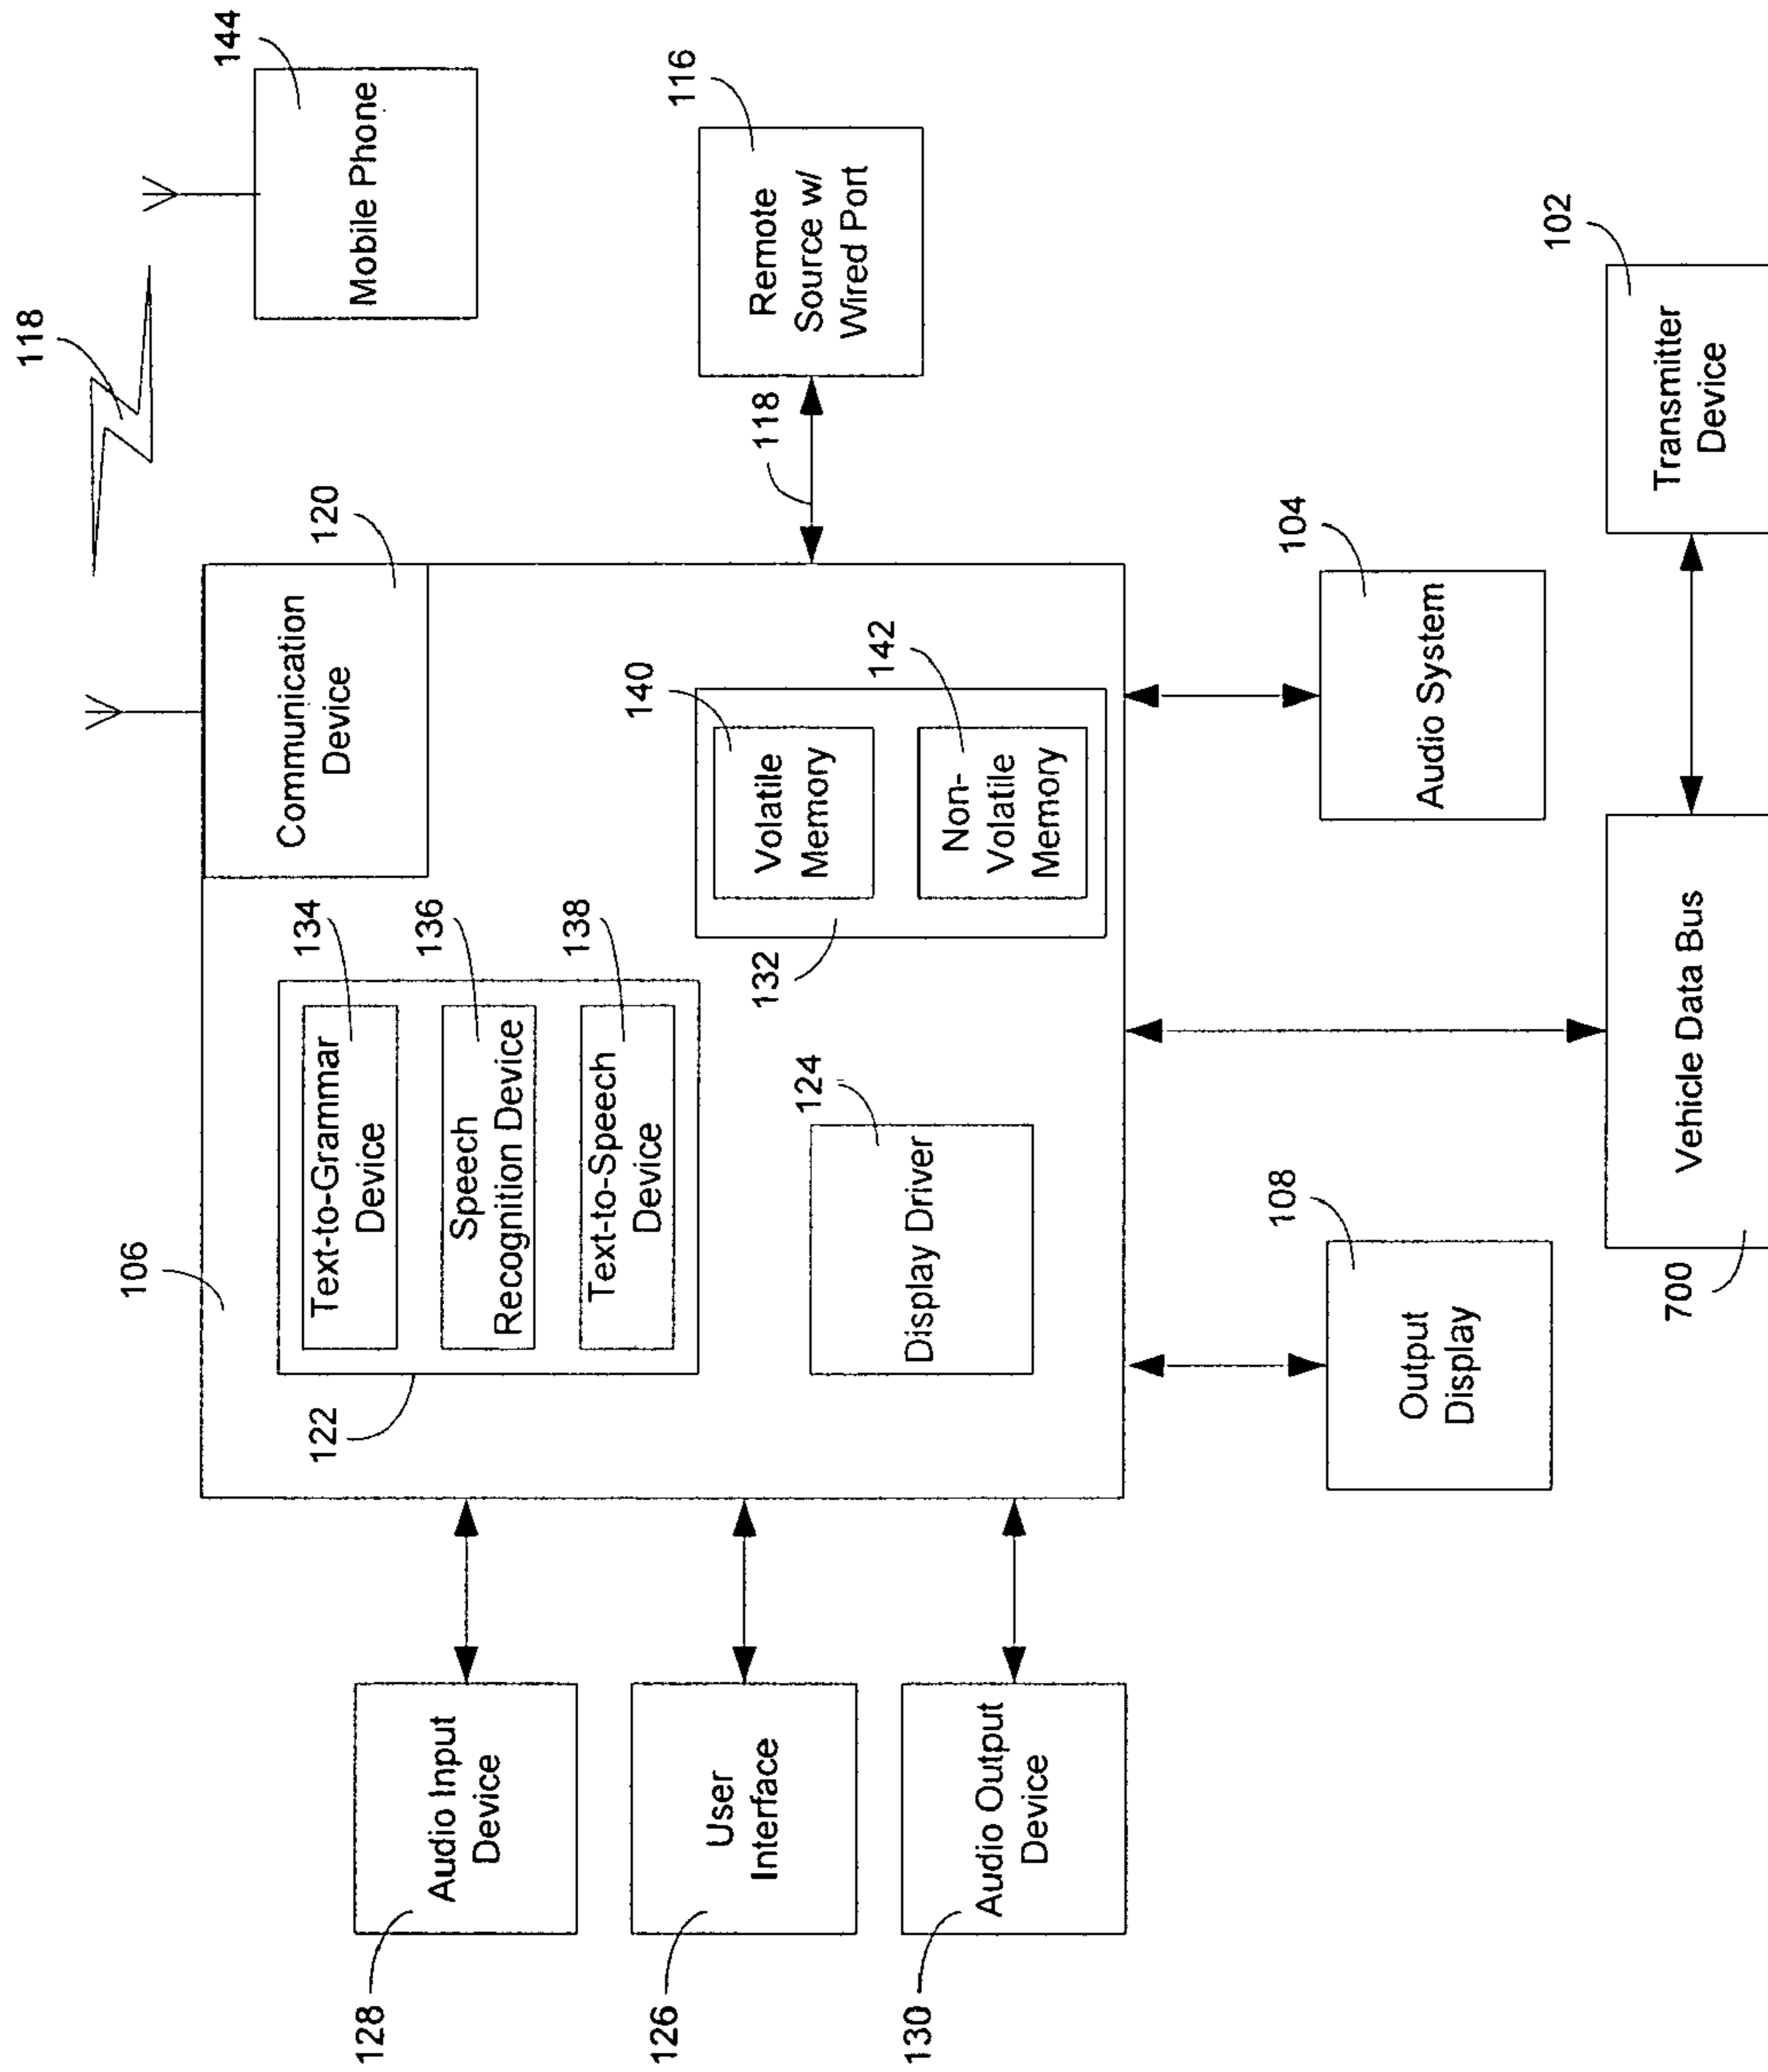 118
144
Mobile Phone
106
120
Communication
Device
134
Text-to-Grammar
Device
136
Speech
Recognition Device
138
Text-to-Speech
Device
122
128
Audio Input
Device
126
User
Interface
130
Audio Output
Device
124
Display Driver
132
140
Volatile
Memory
142
Non-
Volatile
Memory
118
116
Remote
Source w/
Wired Port
108
Output
Display
104
Audio System
700
Vehicle Data Bus
102
Transmitter
Device